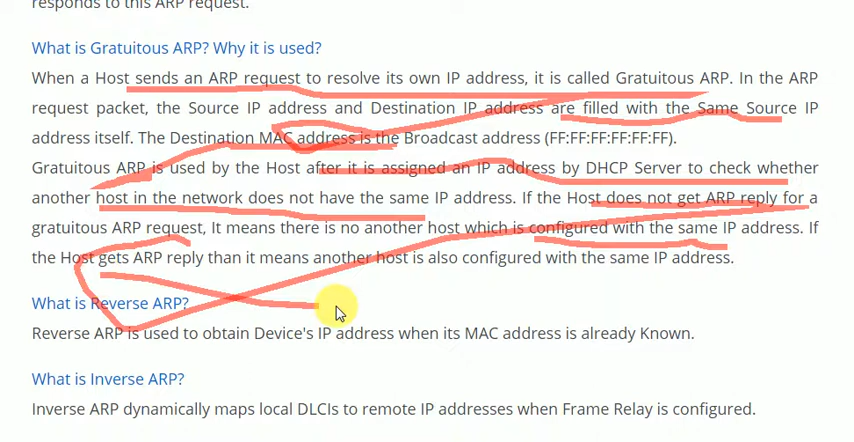 responds to this ARP request.
What is Gratuitous ARP? Why it is used?
When a Host sends an ARP request to resolve its own IP address, it is called Gratuitous ARP. In the ARP
request packet, the Source IP address and Destination IP address are filled with the Same Source IP
address itself. The Destination MAC address is the Broadcast address (FF:FF:FF:FF:FF:FF).
Gratuitous ARP is used by the Host after it is assigned an IP address by DHCP Server to check whether
another host in the network does not have the same IP address. If the Host does not get ARP reply for a
gratuitous ARP request, It means there is no another host which is configured with the same IP address. If
the Host gets ARP reply than it means another host is also configured with the same IP address.
What is Reverse ARP?
Reverse ARP is used to obtain Device's IP address when its MAC address is already Known.
What is Inverse ARP?
Inverse ARP dynamically maps local DLCIs to remote IP addresses when Frame Relay is configured.